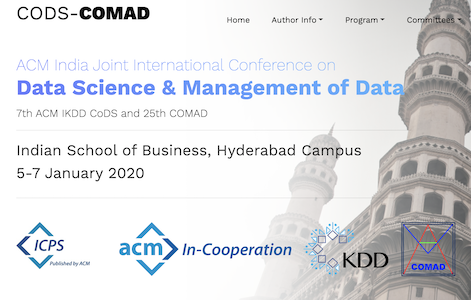 CODS-COMAD
Home Author Info Program Committees
ACM India Joint International Conference on
Data Science & Management of Data
7th ACM IKDD CoDS and 25th COMAD
Indian School of Business, Hyderabad Campus
5-7 January 2020
ICPS
Published by ACM
acm In-Cooperation
KDD
COMAD